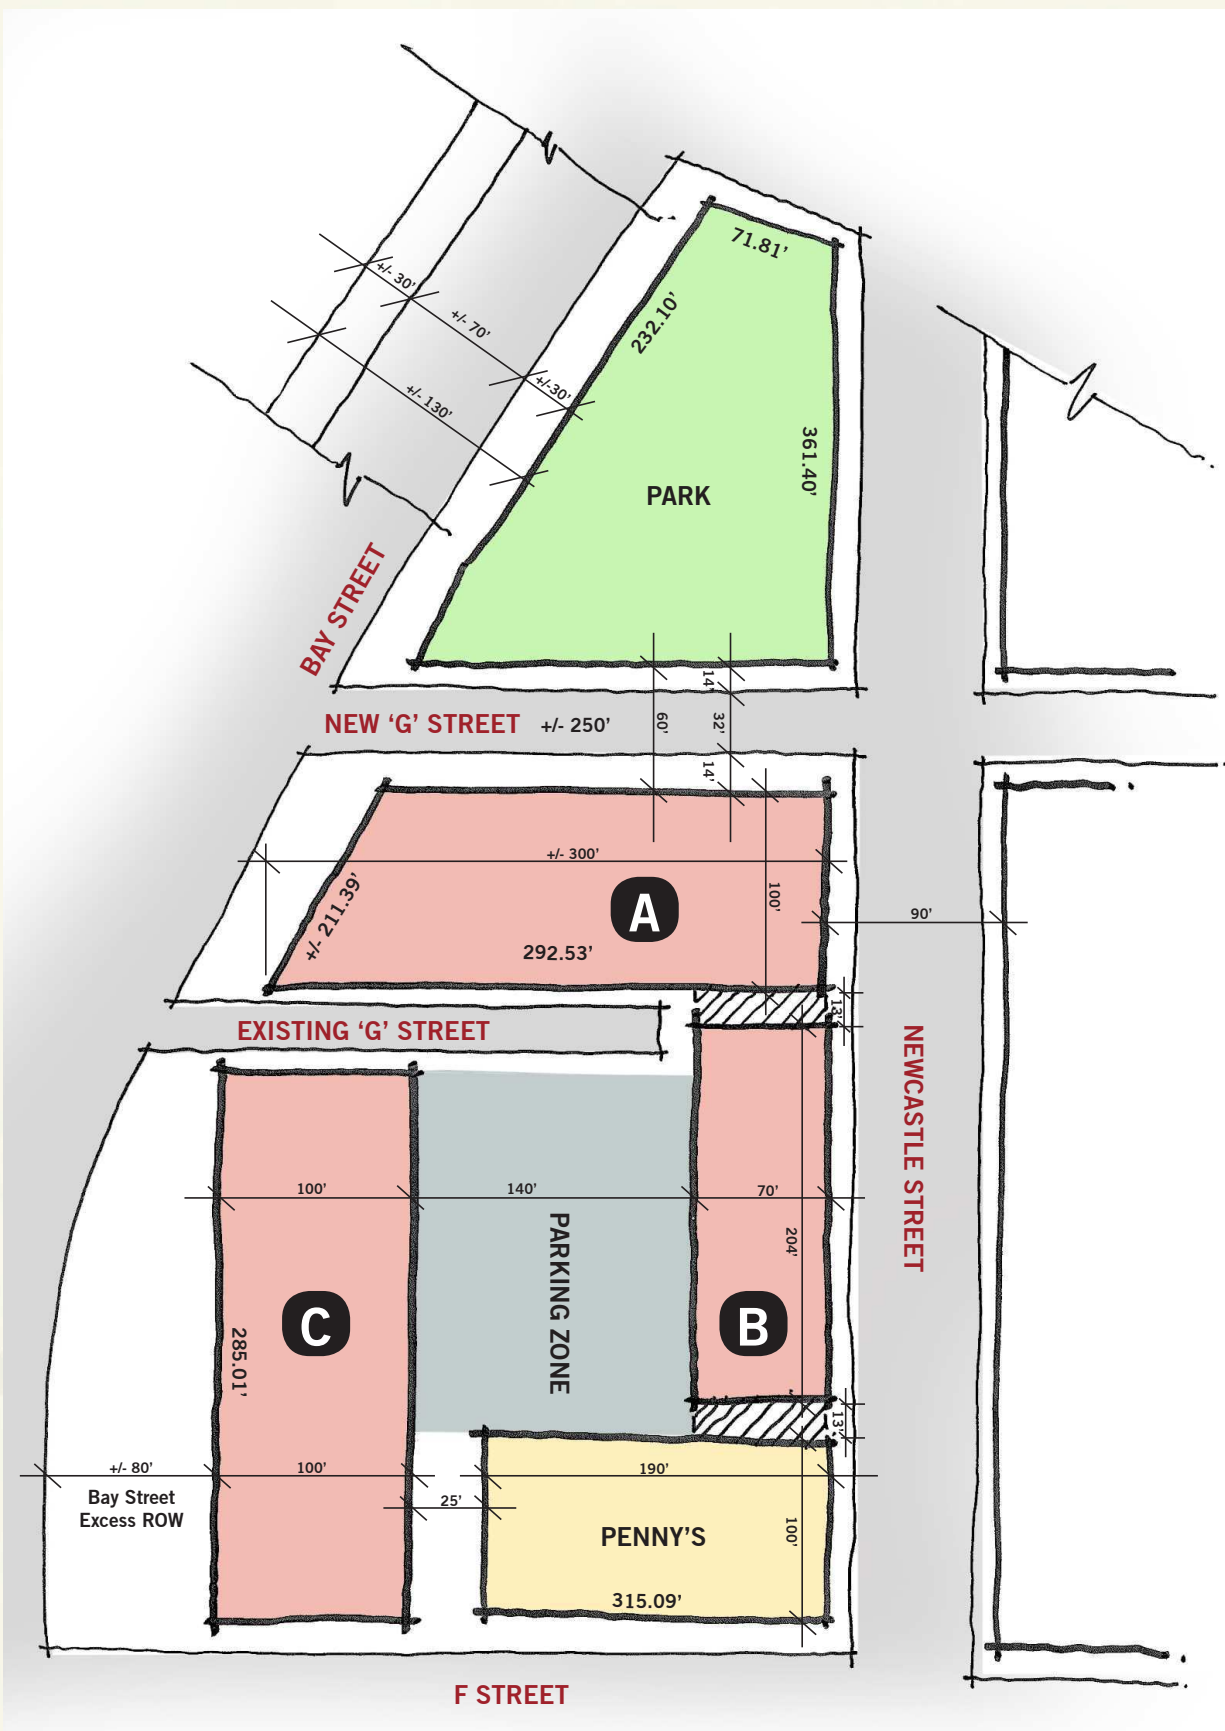 71.81’
232.10’
+/- 30’
+/- 70’
+/-30’
+/- 130’
361.40’
PARK
BAY STREET
14’
NEW ‘G’ STREET +/- 250’
60’
32’
14’
+/- 300’
100’
+/- 211.39’
A
90’
292.53’
13’
EXISTING ‘G’ STREET
NEWCASTLE STREET
100’
140’
70’
204’
PARKING ZONE
C
B
285.01’
13’
+/- 80’
100’
190’
Bay Street
Excess ROW
25’
PENNY’S
100’
315.09’
F STREET